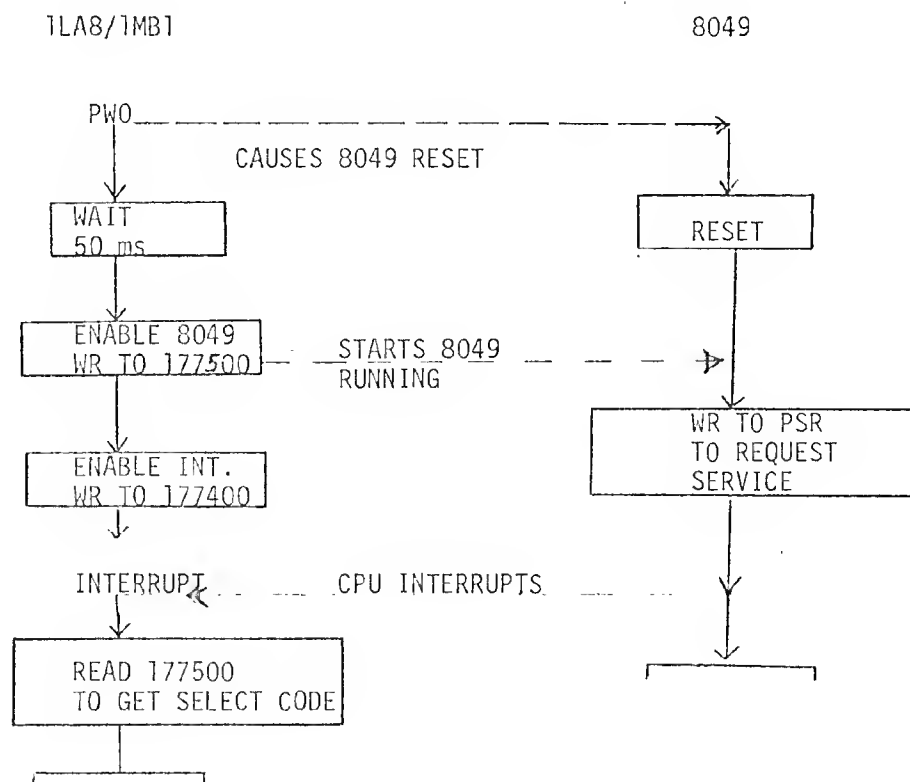 1LA8/1MB1 8049
PWO
CAUSES 8049 RESET
WAIT
50 ms
RESET
ENABLE 8049
WR TO 177500
STARTS 8049
RUNNING
WR TO PSR
TO REQUEST
SERVICE
ENABLE INT.
WR TO 177400
INTERRUPT CPU INTERRUPTS
READ 177500
TO GET SELECT CODE